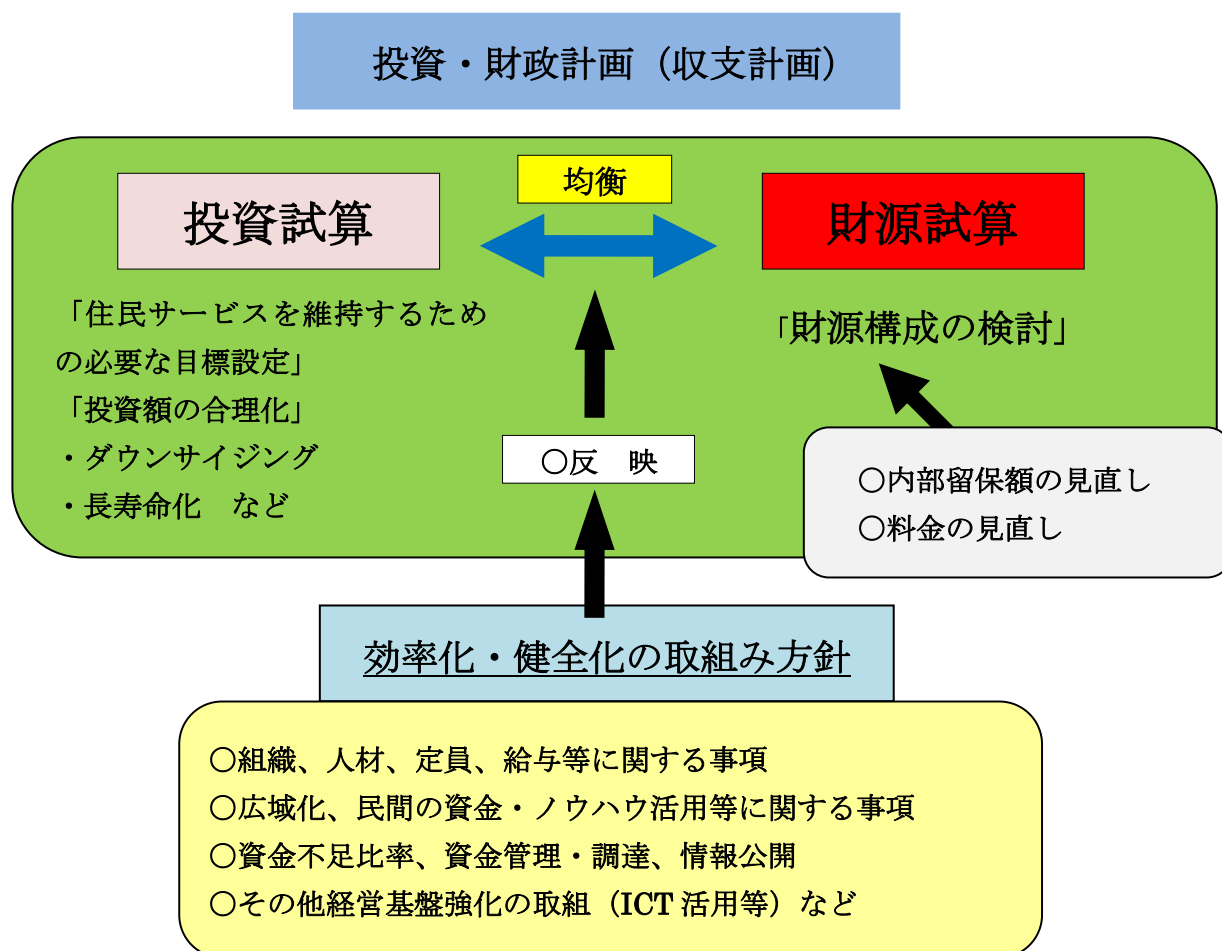 投資・財政計画（収支計画）
均衡
投資試算
財源試算
「住民サービスを維持するため
の必要な目標設定」
「投資額の合理化」
・ダウンサイジング
・長寿命化　など
「財源構成の検討」
○反　映
○内部留保額の見直し
○料金の見直し
効率化・健全化の取組み方針
○組織、人材、定員、給与等に関する事項
○広域化、民間の資金・ノウハウ活用等に関する事項
○資金不足比率、資金管理・調達、情報公開
○その他経営基盤強化の取組（ICT 活用等）など